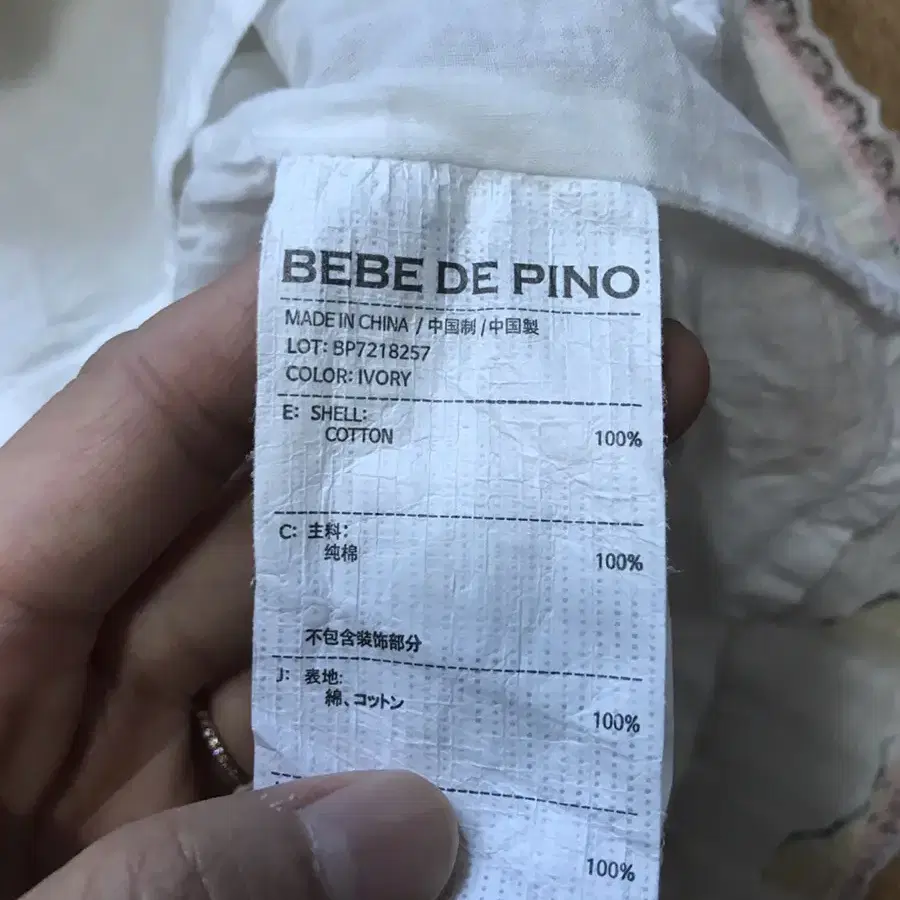 BEBE DE PINO
MADE IN CHINA / 中国制 / 中国製
LOT: BP7218257
COLOR: IVORY
E: SHELL:
COTTON 100%
C: 主料:
纯棉 100%
不包含装饰部分
J: 表地:
綿、コットン 100%
100%